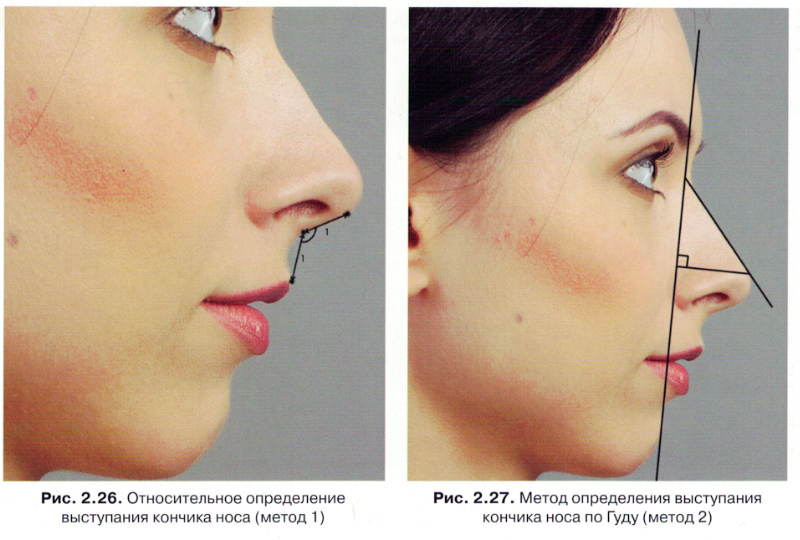 1
1
Рис. 2.26. Относительное определение
выступания кончика носа (метод 1)
Рис. 2.27. Метод определения выступания
кончика носа по Гуду (метод 2)